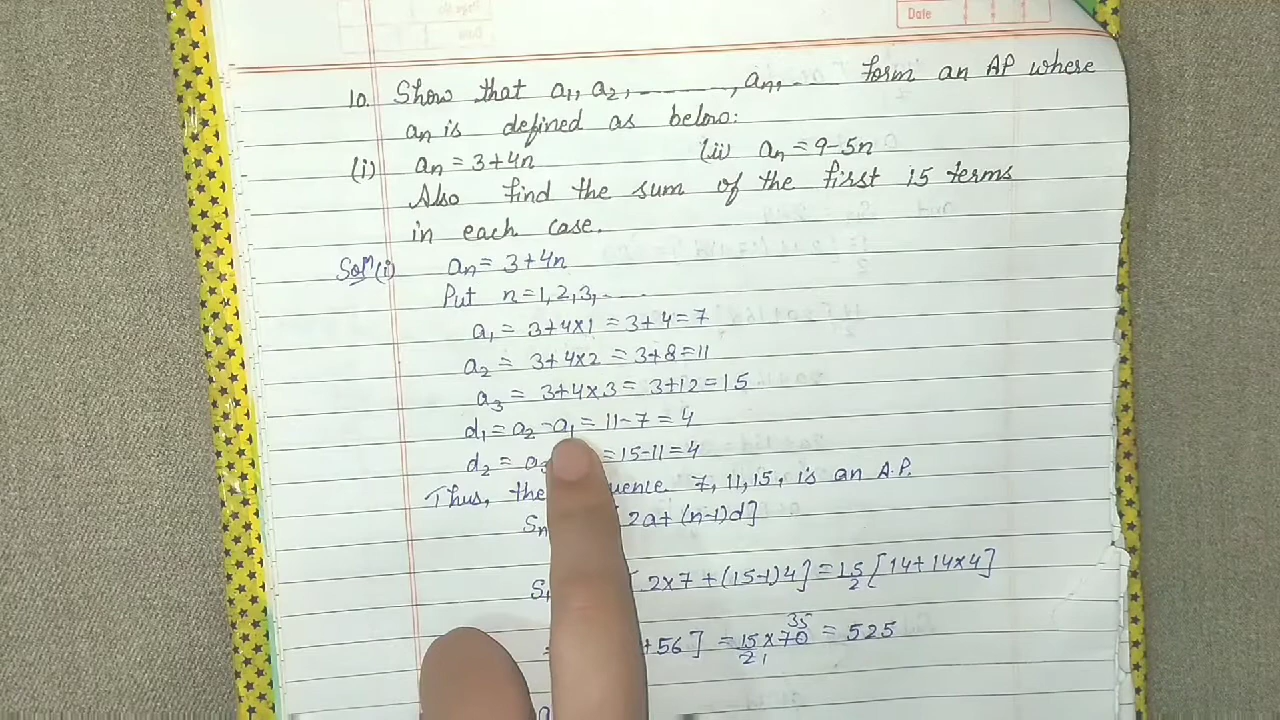 Date
10. Show that a₁, a₂, ------, aₙ, --- form an AP where
aₙ is defined as below:
(i) aₙ = 3+4n (ii) aₙ = 9-5n
Also find the sum of the first 15 terms
in each case.
Solⁿ(i) aₙ = 3+4n
Put n=1,2,3,----
a₁ = 3+4×1 = 3+4=7
a₂ = 3+4×2 = 3+8=11
a₃ = 3+4×3 = 3+12=15
d₁ = a₂ - a₁ = 11-7 = 4
d₂ = = 15-11=4
Thus, the 7, 11, 15, is an A.P.
Sₙ [2a + (n-1)d]
2×7 + (15-1)4] = 15/2 [14+14×4]
= +56] = 15/2 × 70 = 525
35
1